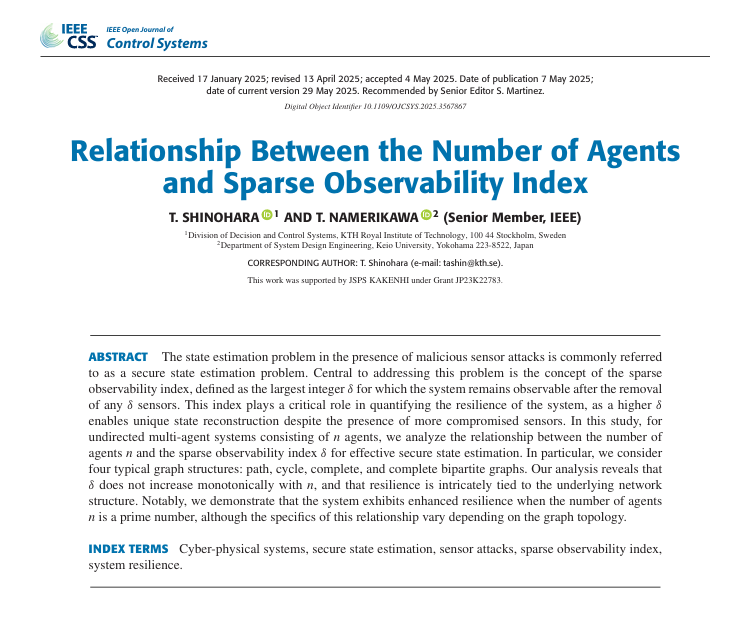 IEEE
CSS
IEEE Open Journal of
Control Systems
Received 17 January 2025; revised 13 April 2025; accepted 4 May 2025. Date of publication 7 May 2025;
date of current version 29 May 2025. Recommended by Senior Editor S. Martinez.
Digital Object Identifier 10.1109/OJCSYS.2025.3567867
Relationship Between the Number of Agents
and Sparse Observability Index
T. SHINOHARA iD 1 AND T. NAMERIKAWA iD 2 (Senior Member, IEEE)
1Division of Decision and Control Systems, KTH Royal Institute of Technology, 100 44 Stockholm, Sweden
2Department of System Design Engineering, Keio University, Yokohama 223-8522, Japan
CORRESPONDING AUTHOR: T. Shinohara (e-mail: tashin@kth.se).
This work was supported by JSPS KAKENHI under Grant JP23K22783.
ABSTRACT The state estimation problem in the presence of malicious sensor attacks is commonly referred
to as a secure state estimation problem. Central to addressing this problem is the concept of the sparse
observability index, defined as the largest integer δ for which the system remains observable after the removal
of any δ sensors. This index plays a critical role in quantifying the resilience of the system, as a higher δ
enables unique state reconstruction despite the presence of more compromised sensors. In this study, for
undirected multi-agent systems consisting of n agents, we analyze the relationship between the number of
agents n and the sparse observability index δ for effective secure state estimation. In particular, we consider
four typical graph structures: path, cycle, complete, and complete bipartite graphs. Our analysis reveals that
δ does not increase monotonically with n, and that resilience is intricately tied to the underlying network
structure. Notably, we demonstrate that the system exhibits enhanced resilience when the number of agents
n is a prime number, although the specifics of this relationship vary depending on the graph topology.
INDEX TERMS Cyber-physical systems, secure state estimation, sensor attacks, sparse observability index,
system resilience.